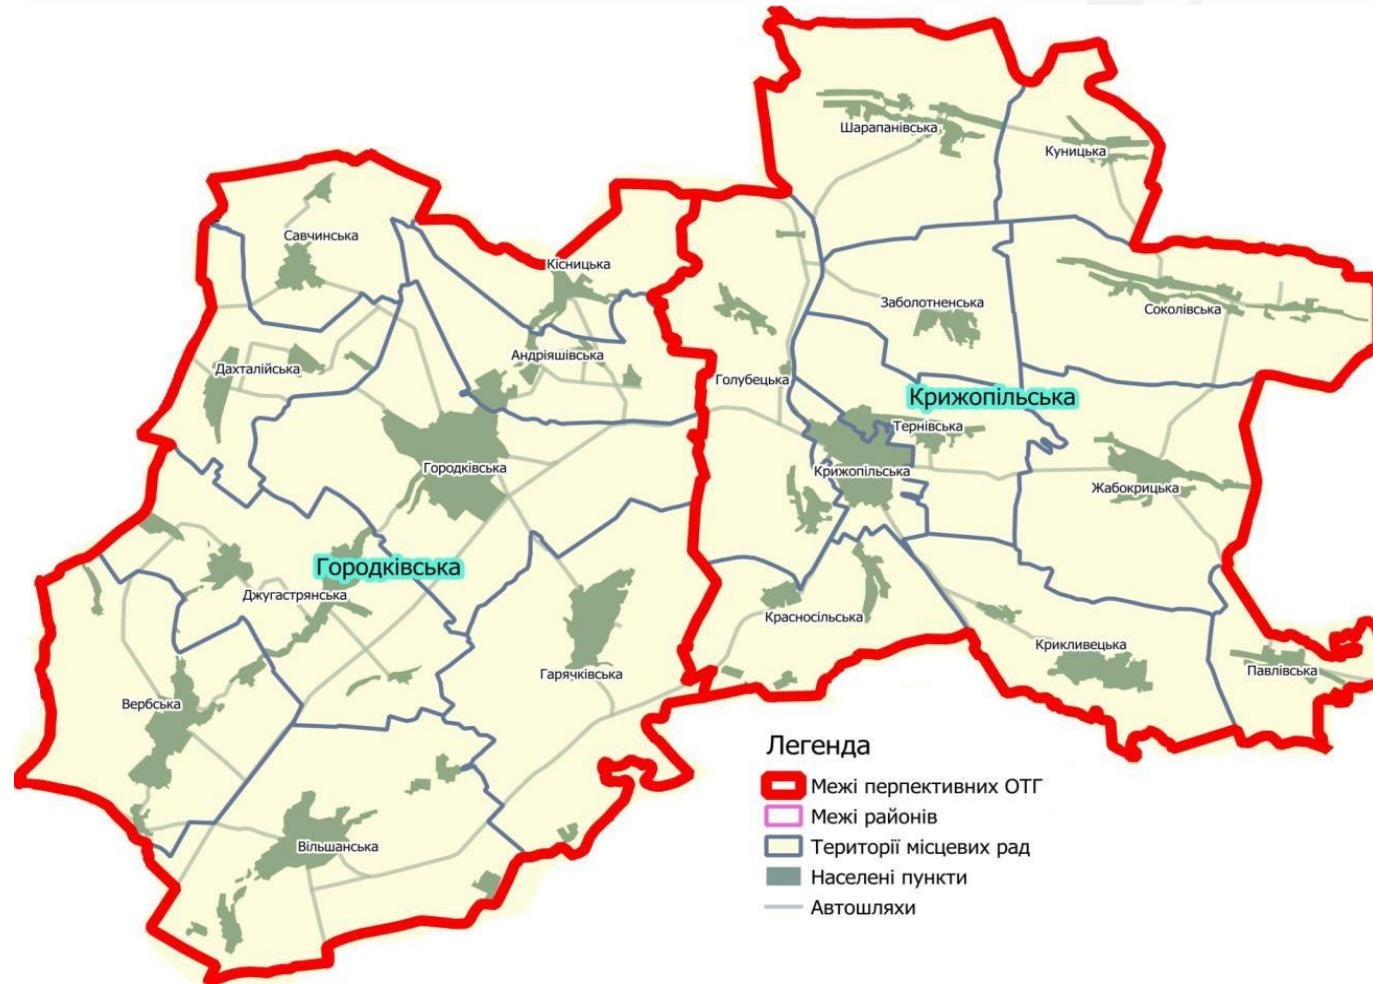 Шарапанівська
Куницька
Савчинська
Кісницька
Заболотненська
Соколівська
Андріяшівська
Дахталійська
Голубецька
Крижопільська
Тернівська
Городківська
Крижопільська
Жабокрицька
Городківська
Джугастрянська
Красносільська
Крикливецька
Гарячківська
Павлівська
Вербська
Вільшанська
Легенда
Межі перпективних ОТГ
Межі районів
Території місцевих рад
Населені пункти
Автошляхи